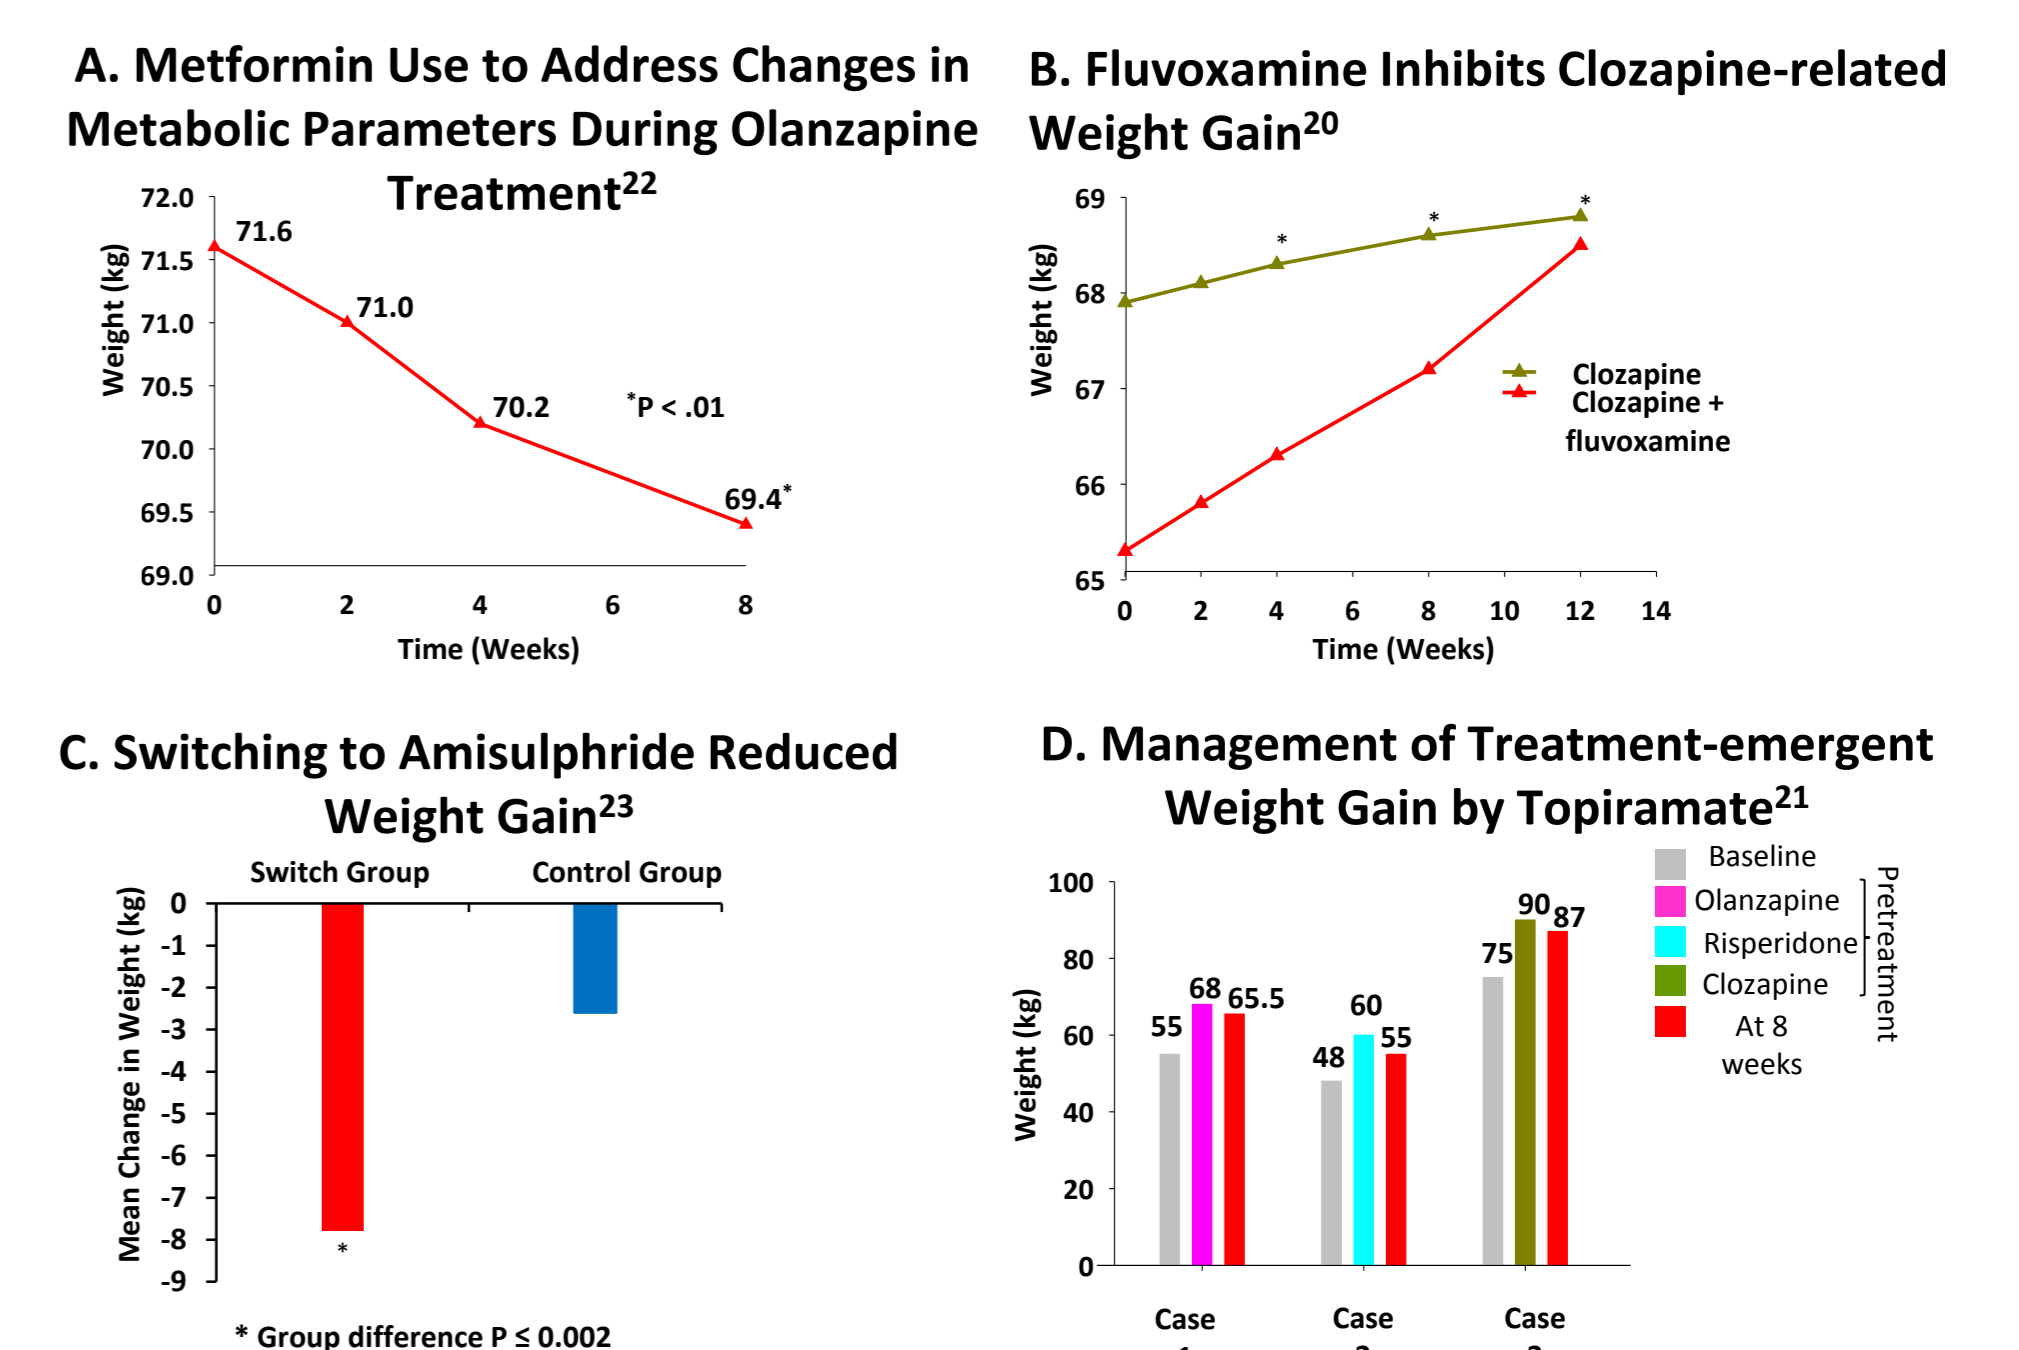 A. Metformin Use to Address Changes in
Metabolic Parameters During Olanzapine
Treatment22
72.0
71.5
71.0
70.5
70.0
69.5
69.0
Weight (kg)
71.6
71.0
70.2
*P < .01
69.4*
0 2 4 6 8
Time (Weeks)
B. Fluvoxamine Inhibits Clozapine-related
Weight Gain20
69
68
67
66
65
Weight (kg)
*
*
*
Clozapine
Clozapine +
fluvoxamine
0 2 4 6 8 10 12 14
Time (Weeks)
C. Switching to Amisulphride Reduced
Weight Gain23
Switch Group Control Group
0
-1
-2
-3
-4
-5
-6
-7
-8
-9
Mean Change in Weight (kg)
*
* Group difference P ≤ 0.002
D. Management of Treatment-emergent
Weight Gain by Topiramate21
100
80
60
40
20
0
Weight (kg)
55 68 65.5
48 60 55
75 90 87
Baseline
Olanzapine
Risperidone
Clozapine
At 8
weeks
Pretreatment
Case Case Case